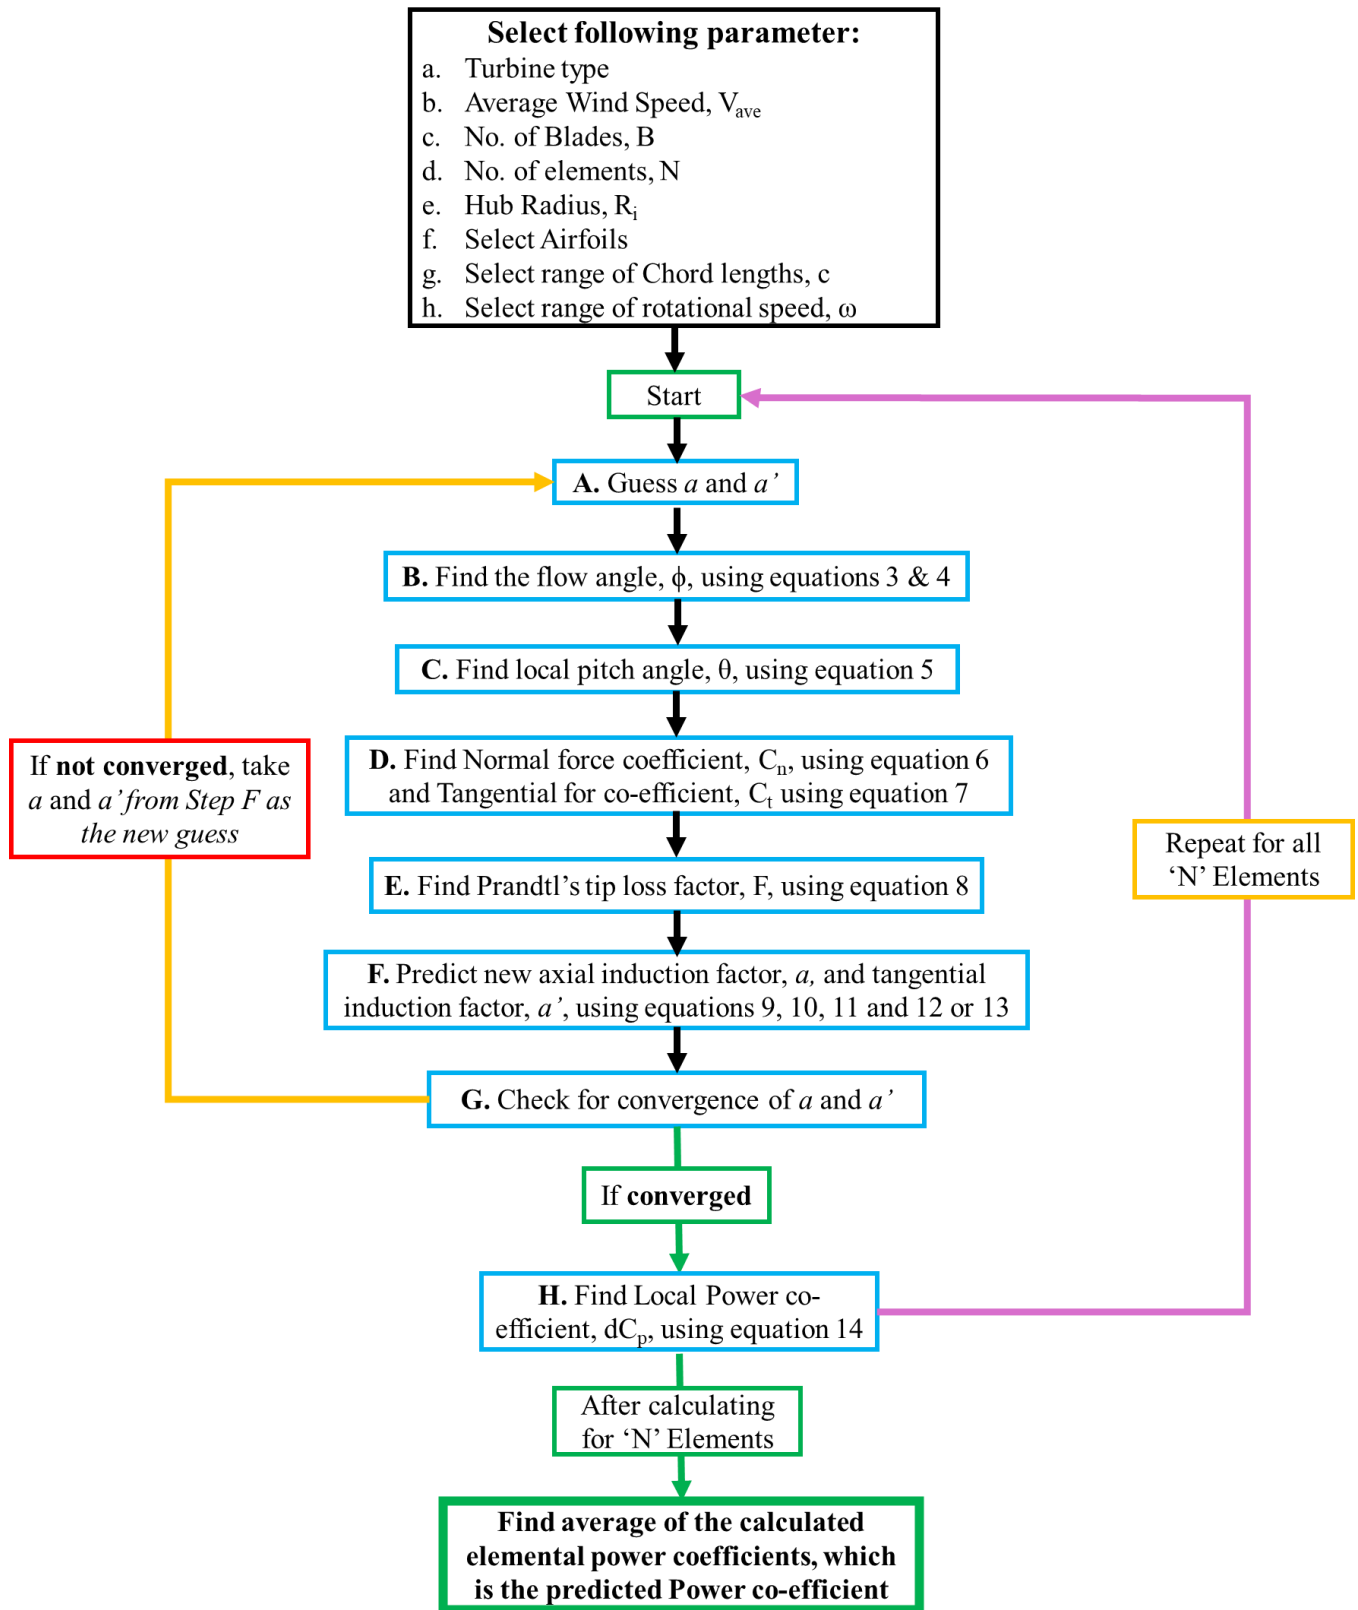 Select following parameter:
a. Turbine type
b. Average Wind Speed, Vave
c. No. of Blades, B
d. No. of elements, N
e. Hub Radius, Ri
f. Select Airfoils
g. Select range of Chord lengths, c
h. Select range of rotational speed, ω
Start
A. Guess a and a’
B. Find the flow angle, ϕ, using equations 3 & 4
C. Find local pitch angle, θ, using equation 5
D. Find Normal force coefficient, Cn, using equation 6
and Tangential for co-efficient, Ct using equation 7
If not converged, take
a and a’ from Step F as
the new guess
Repeat for all
‘N’ Elements
E. Find Prandtl’s tip loss factor, F, using equation 8
F. Predict new axial induction factor, a, and tangential
induction factor, a’, using equations 9, 10, 11 and 12 or 13
G. Check for convergence of a and a’
If converged
H. Find Local Power co-
efficient, dCp, using equation 14
After calculating
for ‘N’ Elements
Find average of the calculated
elemental power coefficients, which
is the predicted Power co-efficient